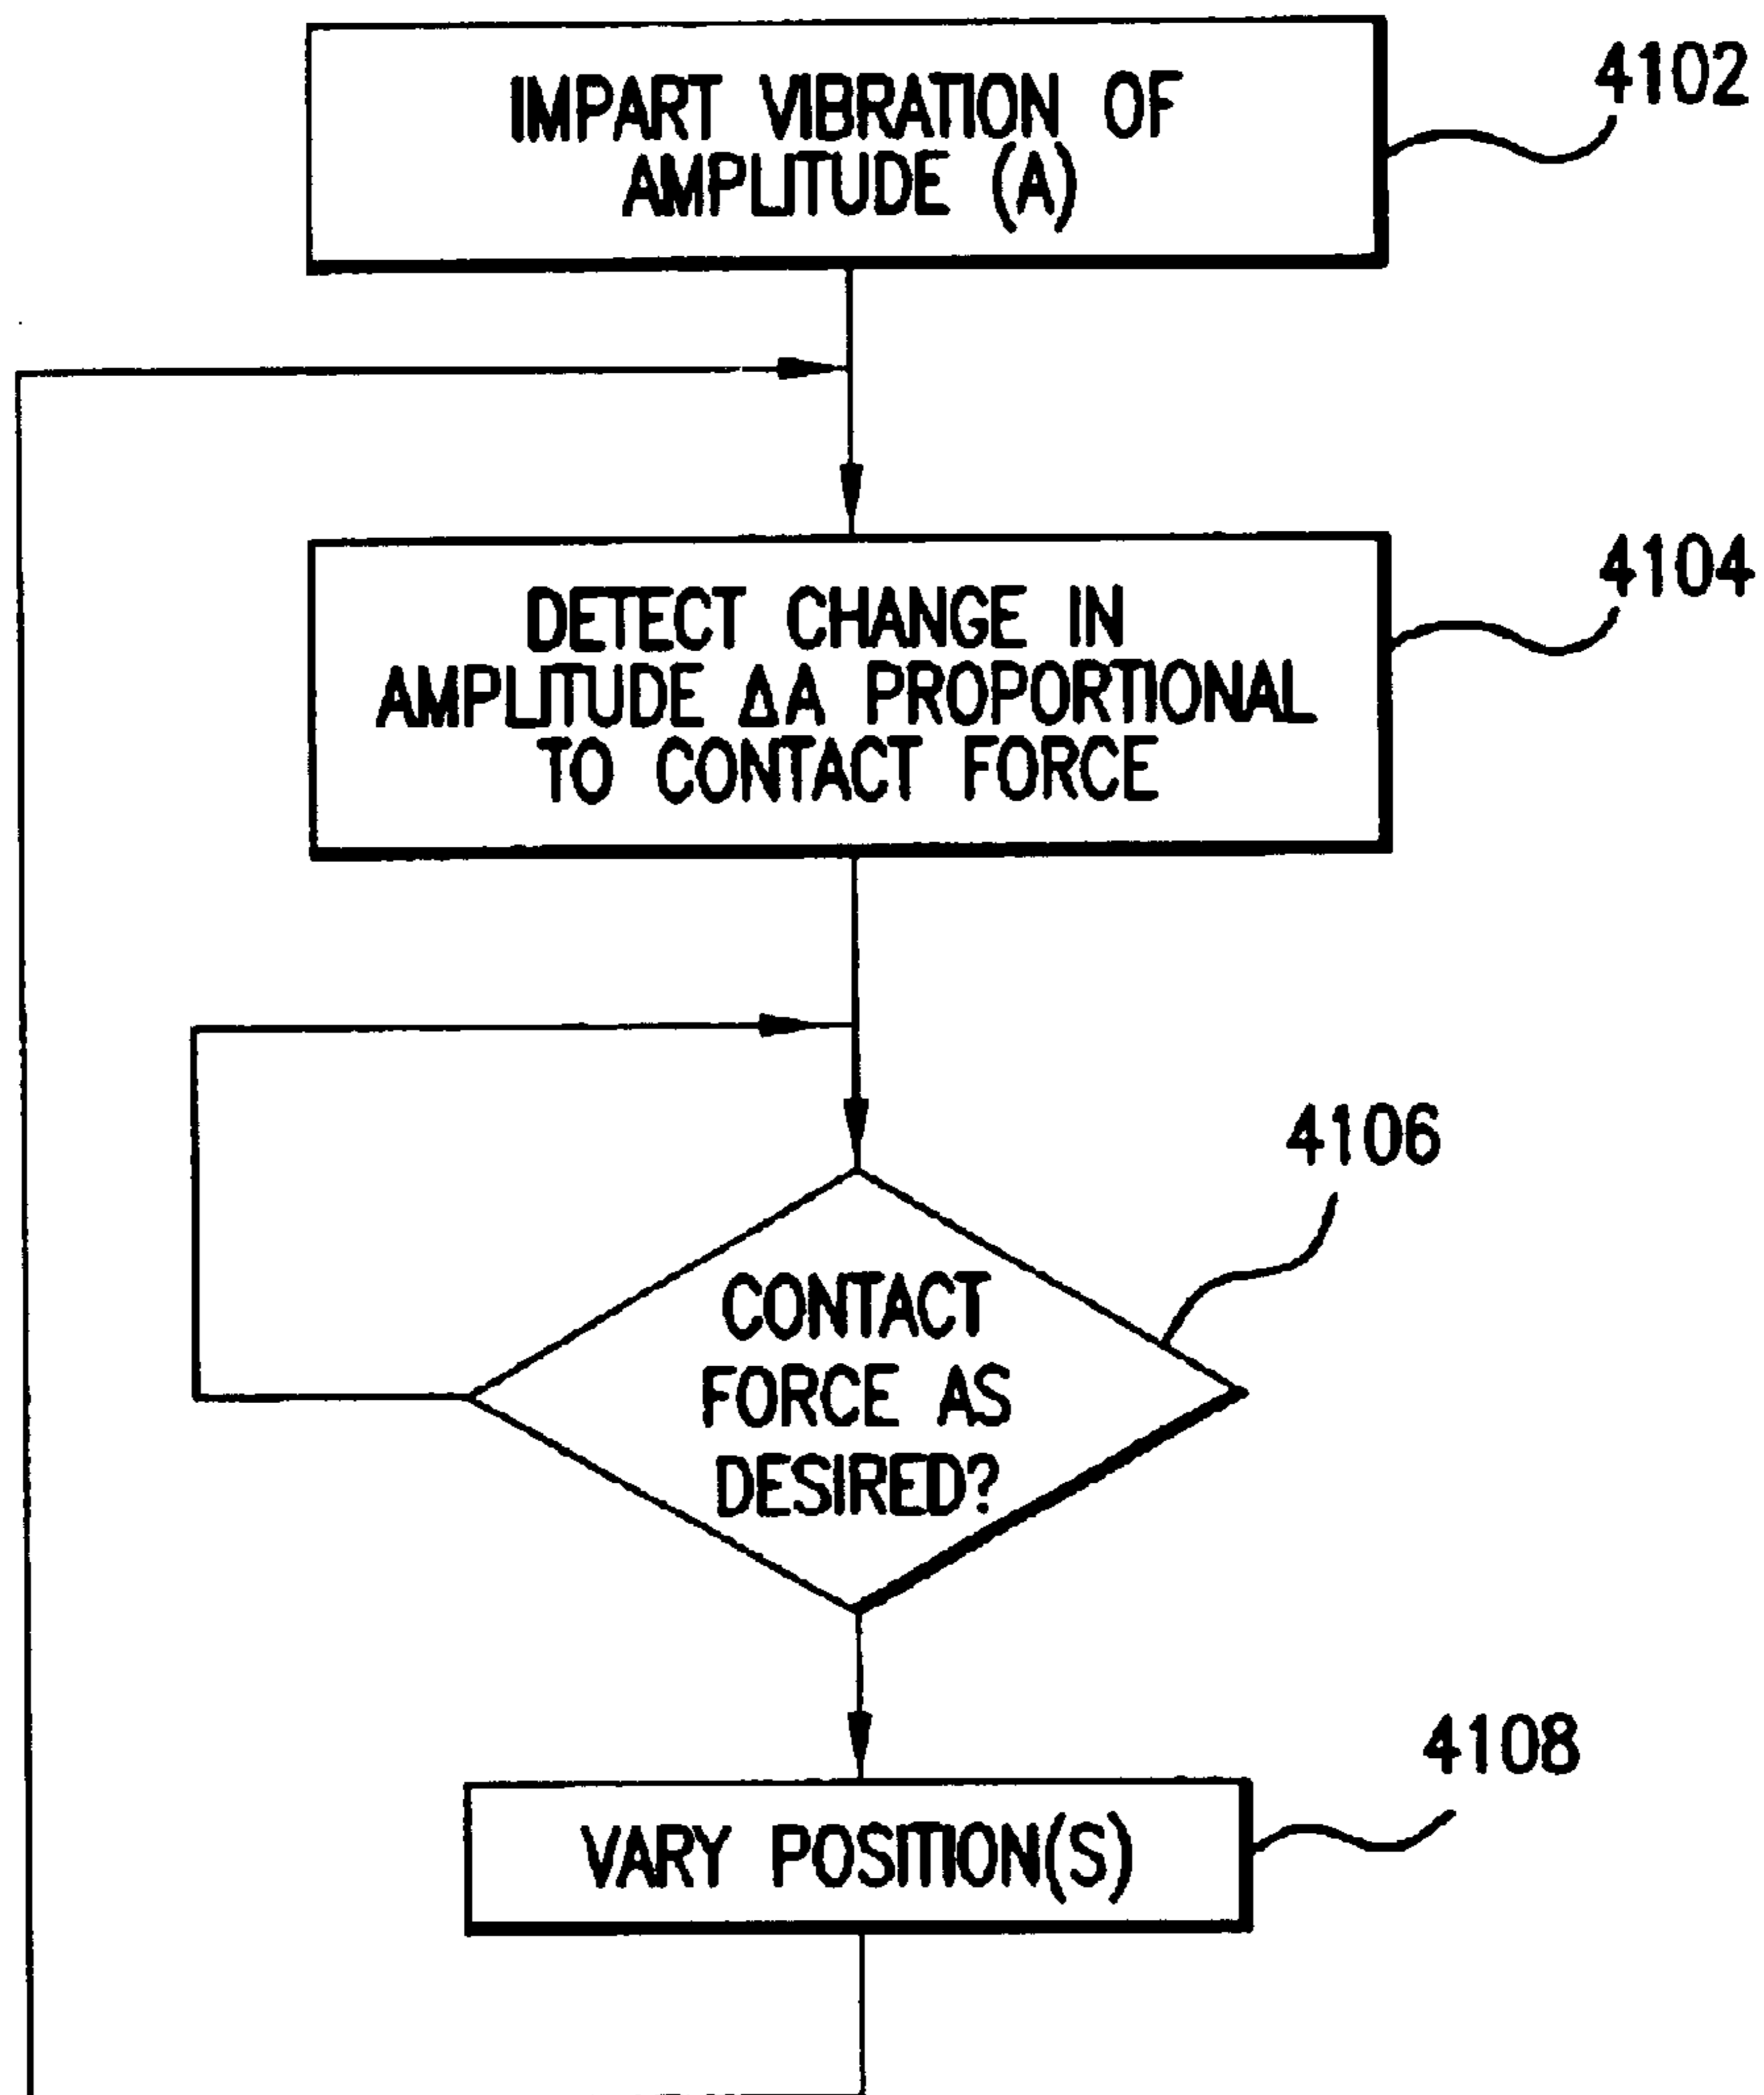 IMPART VIBRATION OF
AMPLITUDE (A)
4102
DETECT CHANGE IN
AMPLITUDE ΔA PROPORTIONAL
TO CONTACT FORCE
4104
4106
CONTACT
FORCE AS
DESIRED?
4108
VARY POSITION(S)